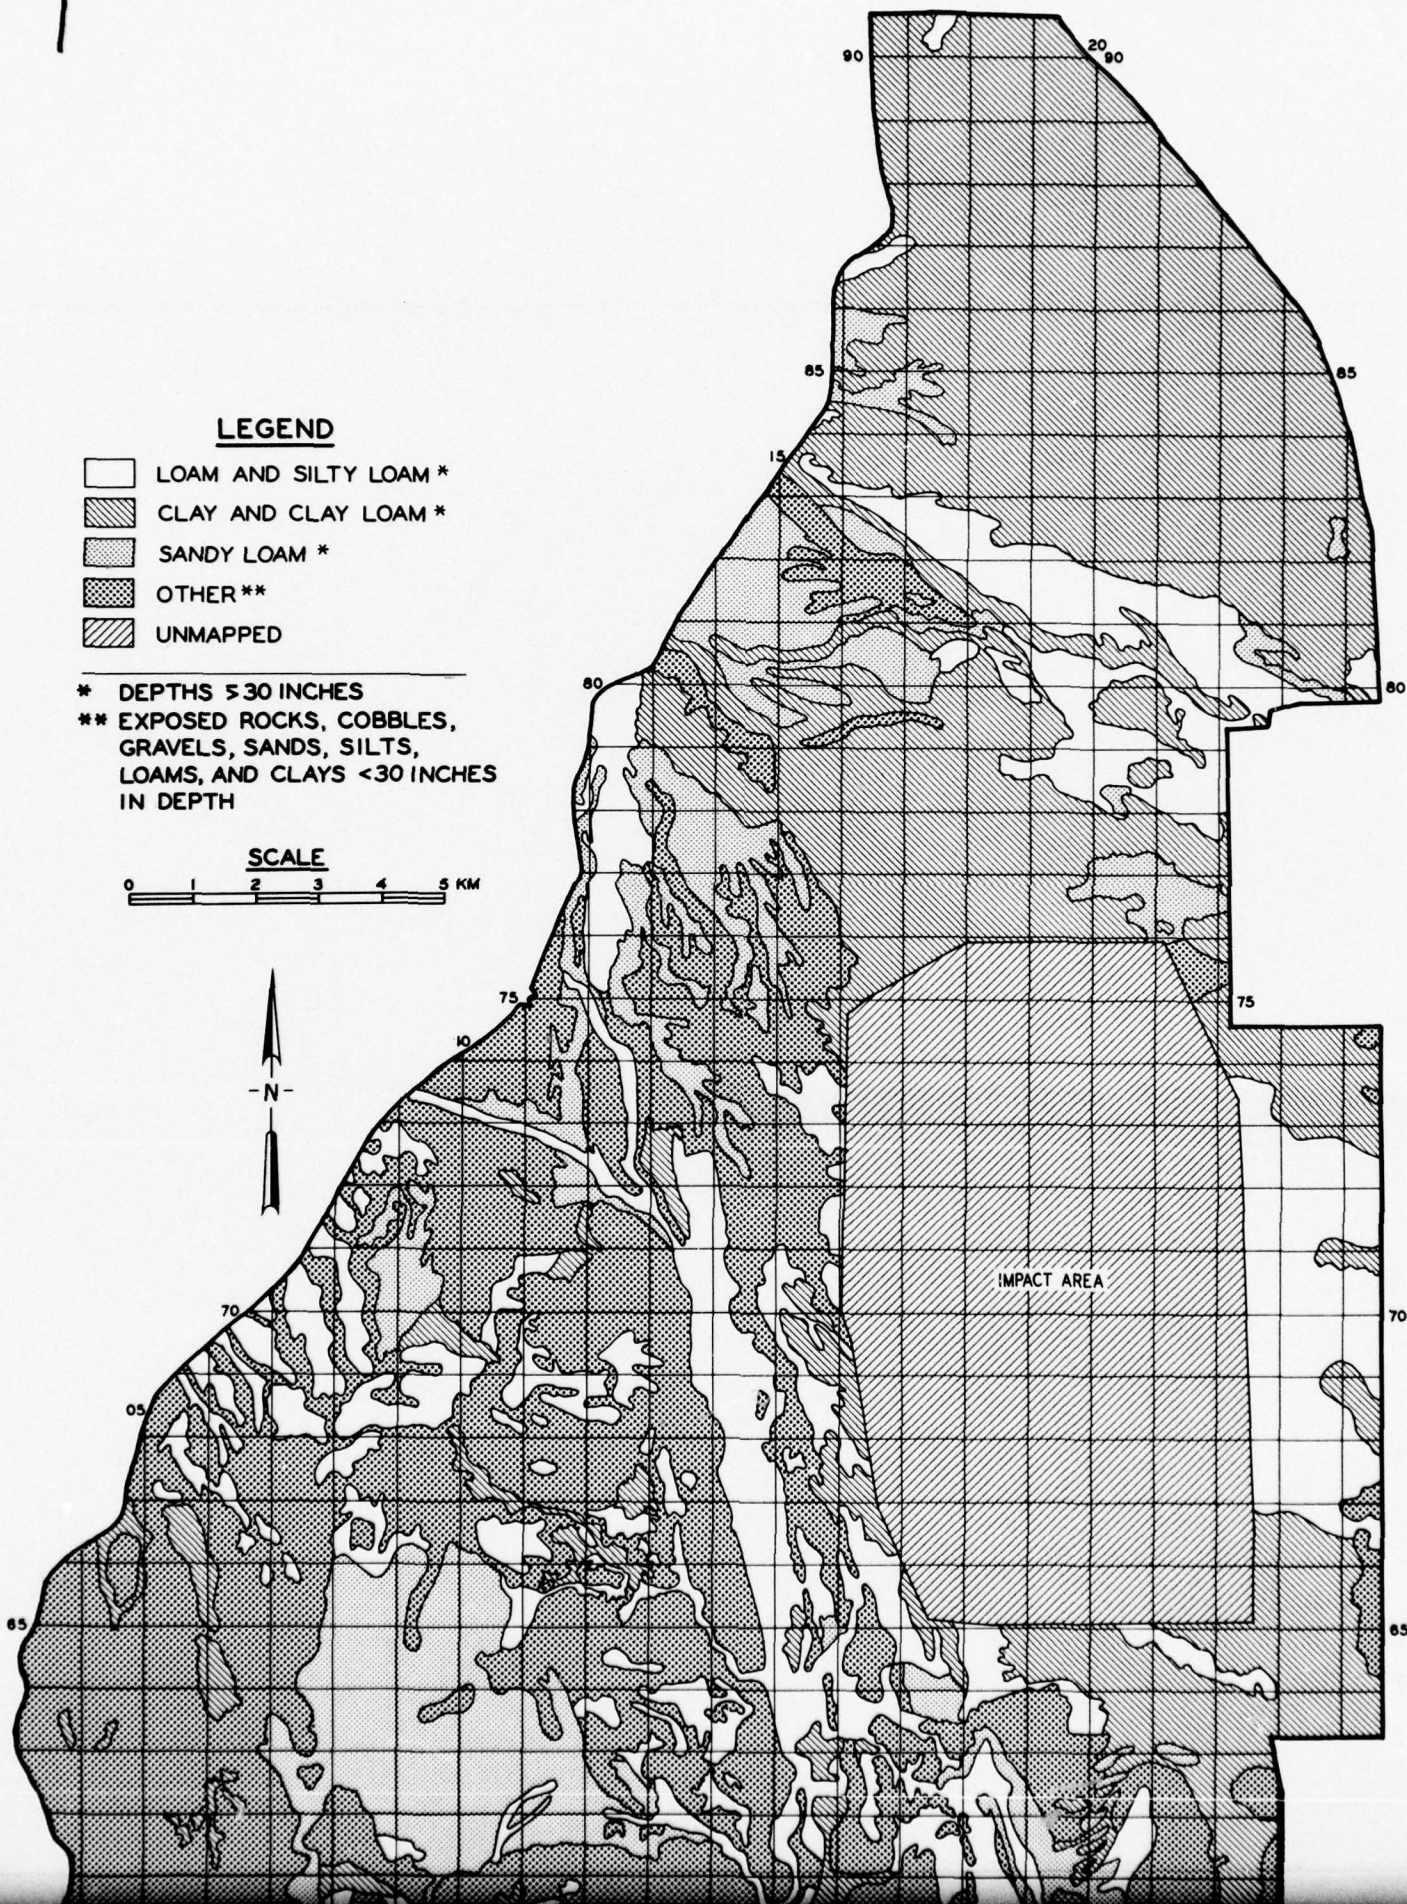 90
20
90
85
85
15
LEGEND
LOAM AND SILTY LOAM *
CLAY AND CLAY LOAM *
SANDY LOAM *
OTHER **
UNMAPPED
* DEPTHS ≥ 30 INCHES
** EXPOSED ROCKS, COBBLES,
GRAVELS, SANDS, SILTS,
LOAMS, AND CLAYS < 30 INCHES
IN DEPTH
80
80
SCALE
0 1 2 3 4 5 KM
75
75
10
-N-
IMPACT AREA
70
70
05
65
65